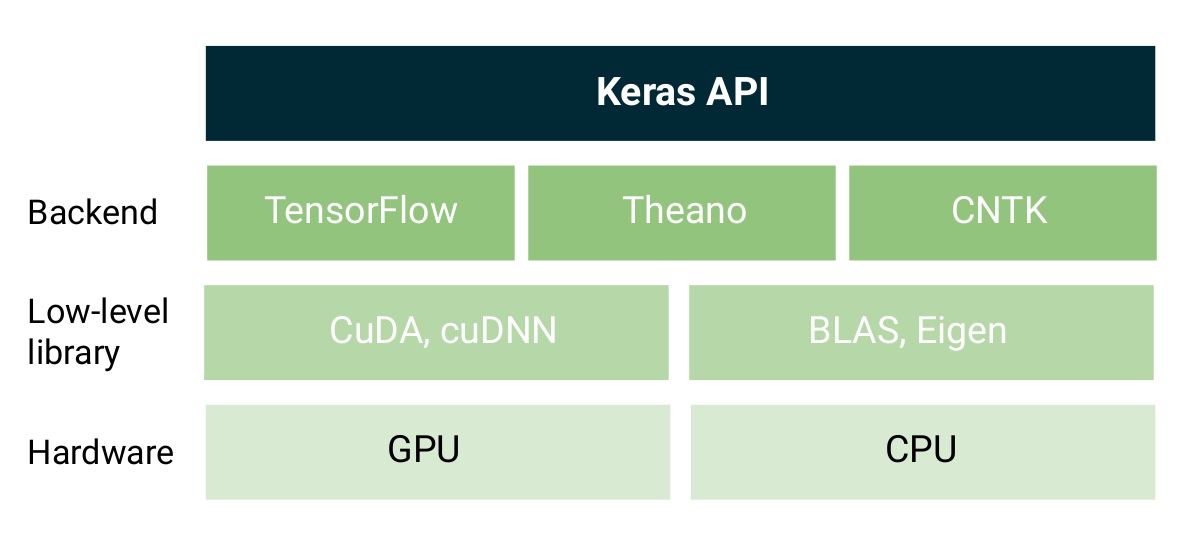 Keras API
Backend
TensorFlow
Theano
CNTK
Low-level
library
CuDA, cuDNN
BLAS, Eigen
Hardware
GPU
CPU